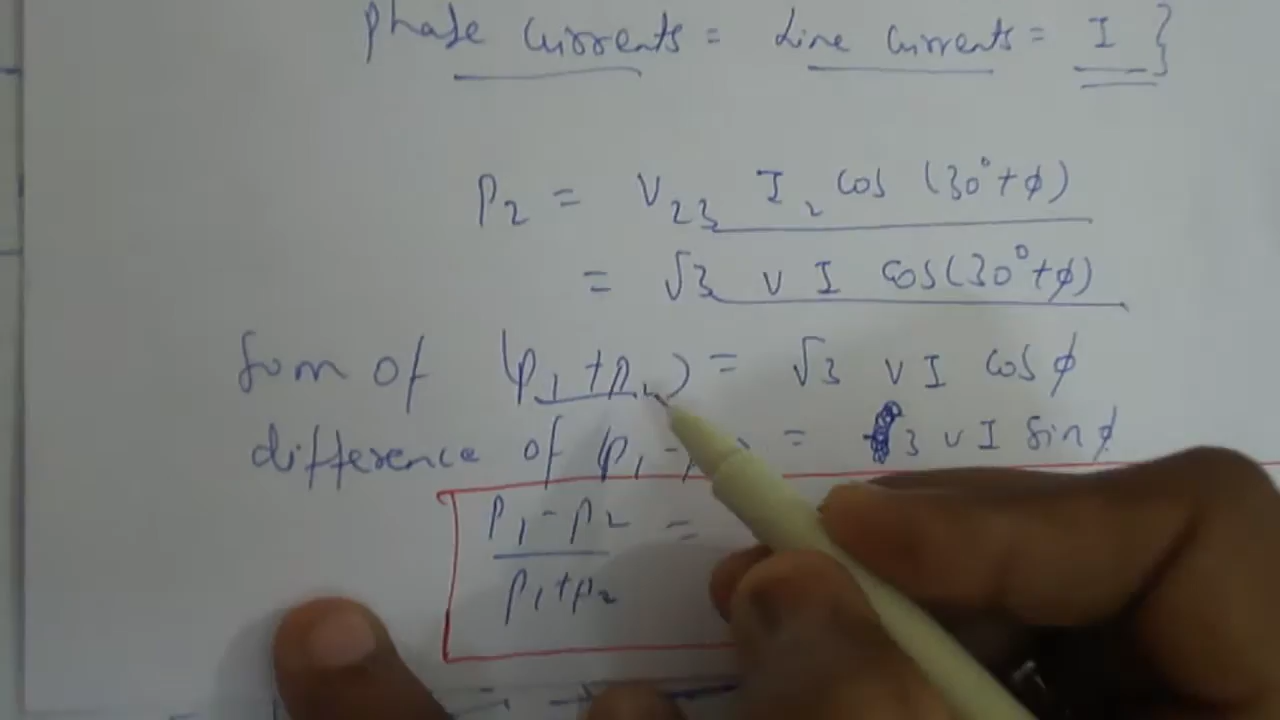 Phase currents = Line currents = I }
P2 = V23 I2 cos (30°+φ)
= √3 V I cos(30°+φ)
Sum of (P1+P2) = √3 V I cos φ
difference of (P1- = 3 V I sin φ
P1-P2 =
P1+P2